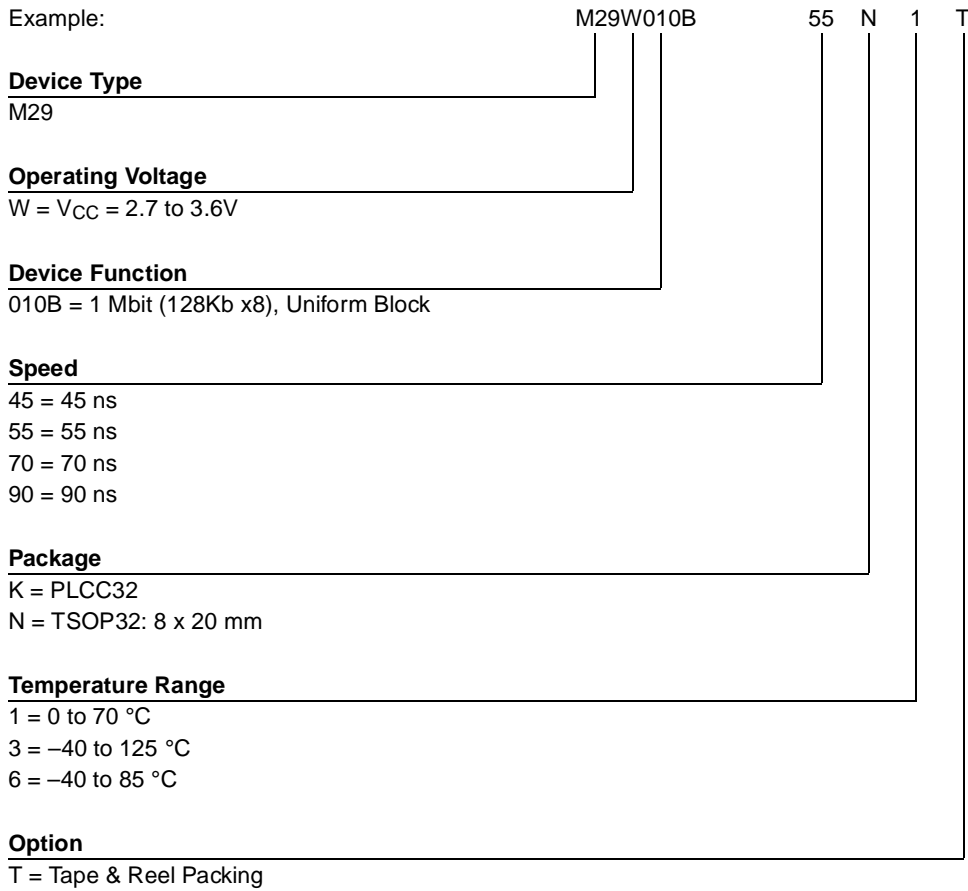 Example: M29W010B 55 N 1 T
Device Type
M29
Operating Voltage
W = VCC = 2.7 to 3.6V
Device Function
010B = 1 Mbit (128Kb x8), Uniform Block
Speed
45 = 45 ns
55 = 55 ns
70 = 70 ns
90 = 90 ns
Package
K = PLCC32
N = TSOP32: 8 x 20 mm
Temperature Range
1 = 0 to 70 °C
3 = –40 to 125 °C
6 = –40 to 85 °C
Option
T = Tape & Reel Packing